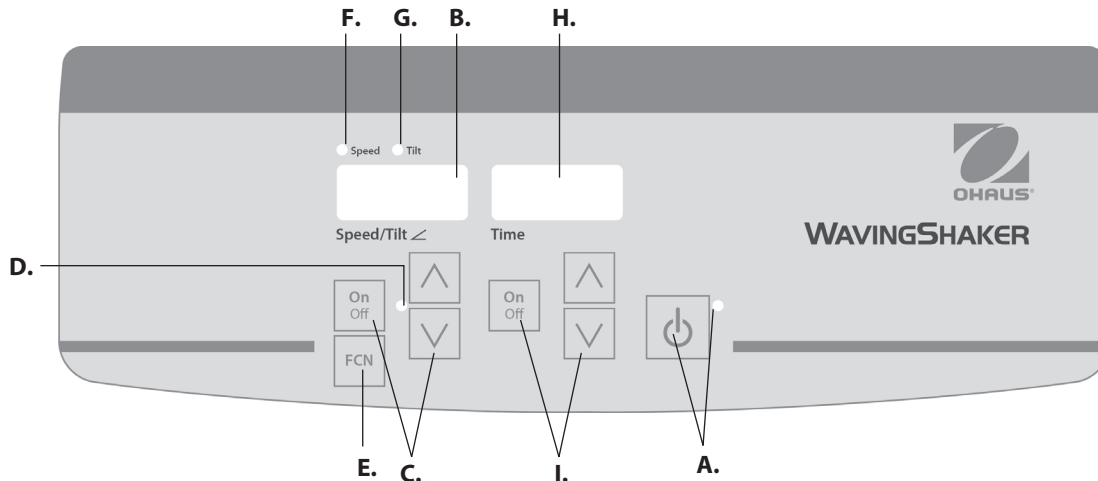 F. G. B. H.
Speed Tilt
OHAUS®
Speed/Tilt ∠ Time
WAVINGSHAKER
D.
On
Off
On
Off
FCN
E. C. I. A.